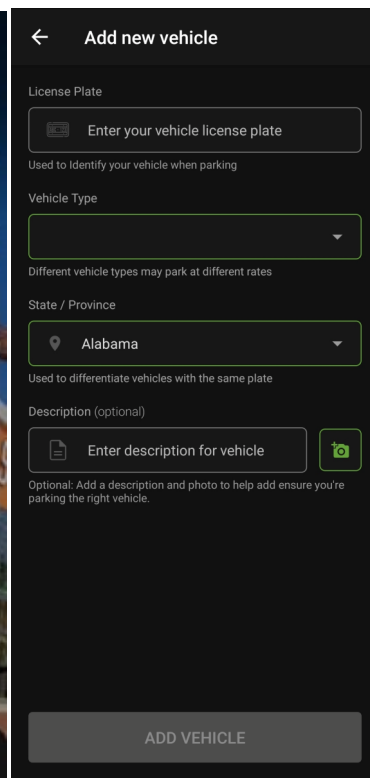 Add new vehicle
License Plate
Enter your vehicle license plate
Used to Identify your vehicle when parking
Vehicle Type
Different vehicle types may park at different rates
State / Province
Alabama
Used to differentiate vehicles with the same plate
Description (optional)
Enter description for vehicle
Optional: Add a description and photo to help add ensure you're
parking the right vehicle.
ADD VEHICLE